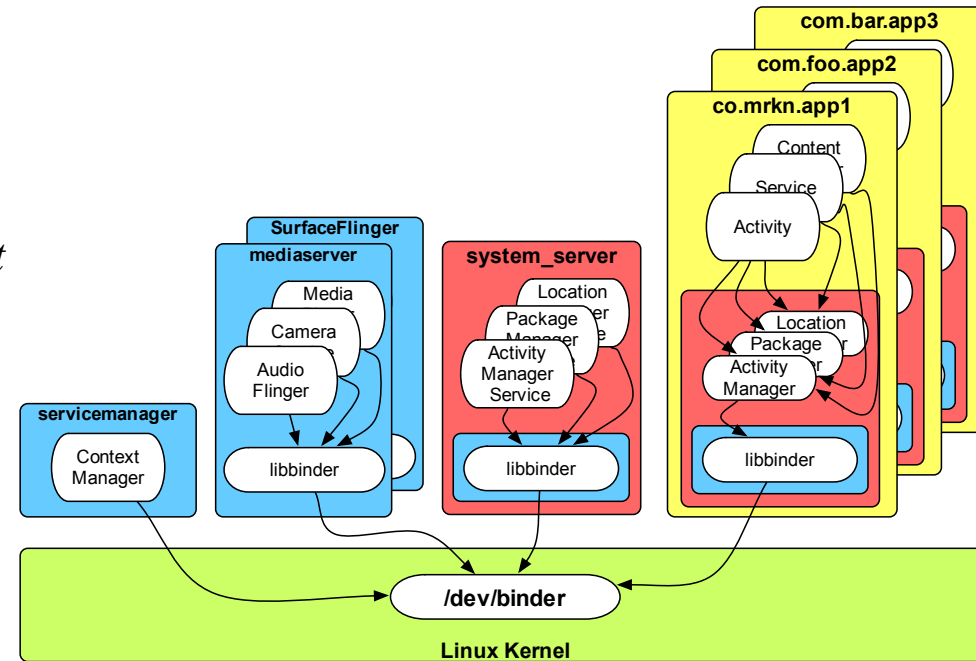 com.bar.app3
com.foo.app2
co.mrkn.app1
Content
Service
Activity
SurfaceFlinger
t
mediaserver
system_server
Media
Location
Camera
Package
Manager
Audio
Flinger
Activity
Manager
Service
Location
Package
Activity
Manager
servicemanager
Context
Manager
libbinder
libbinder
libbinder
/dev/binder
Linux Kernel